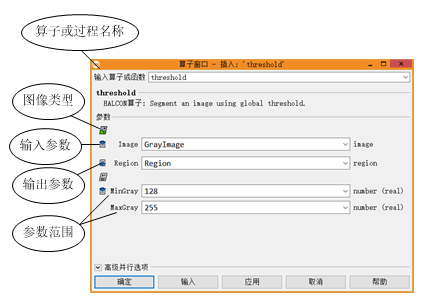 算子或过程名称
算子窗口 - 插入: 'threshold'
输入算子或函数 threshold
threshold
HALCON算子: Segment an image using global threshold.
图像类型
参数
输入参数
Image GrayImage image
输出参数
Region Region region
参数范围
MinGray 128 number (real)
MaxGray 255 number (real)
高级并行选项
确定 输入 应用 取消 帮助